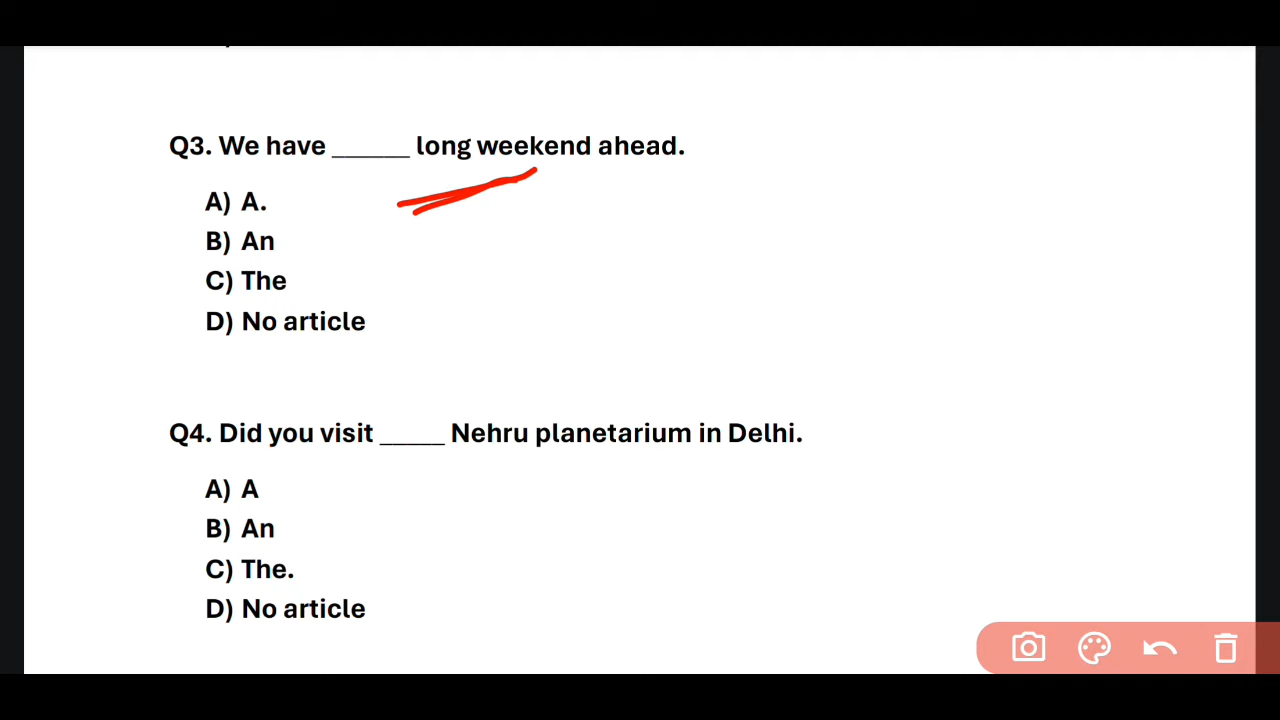 Q3. We have ______ long weekend ahead.
A) A.
B) An
C) The
D) No article
Q4. Did you visit _____ Nehru planetarium in Delhi.
A) A
B) An
C) The.
D) No article